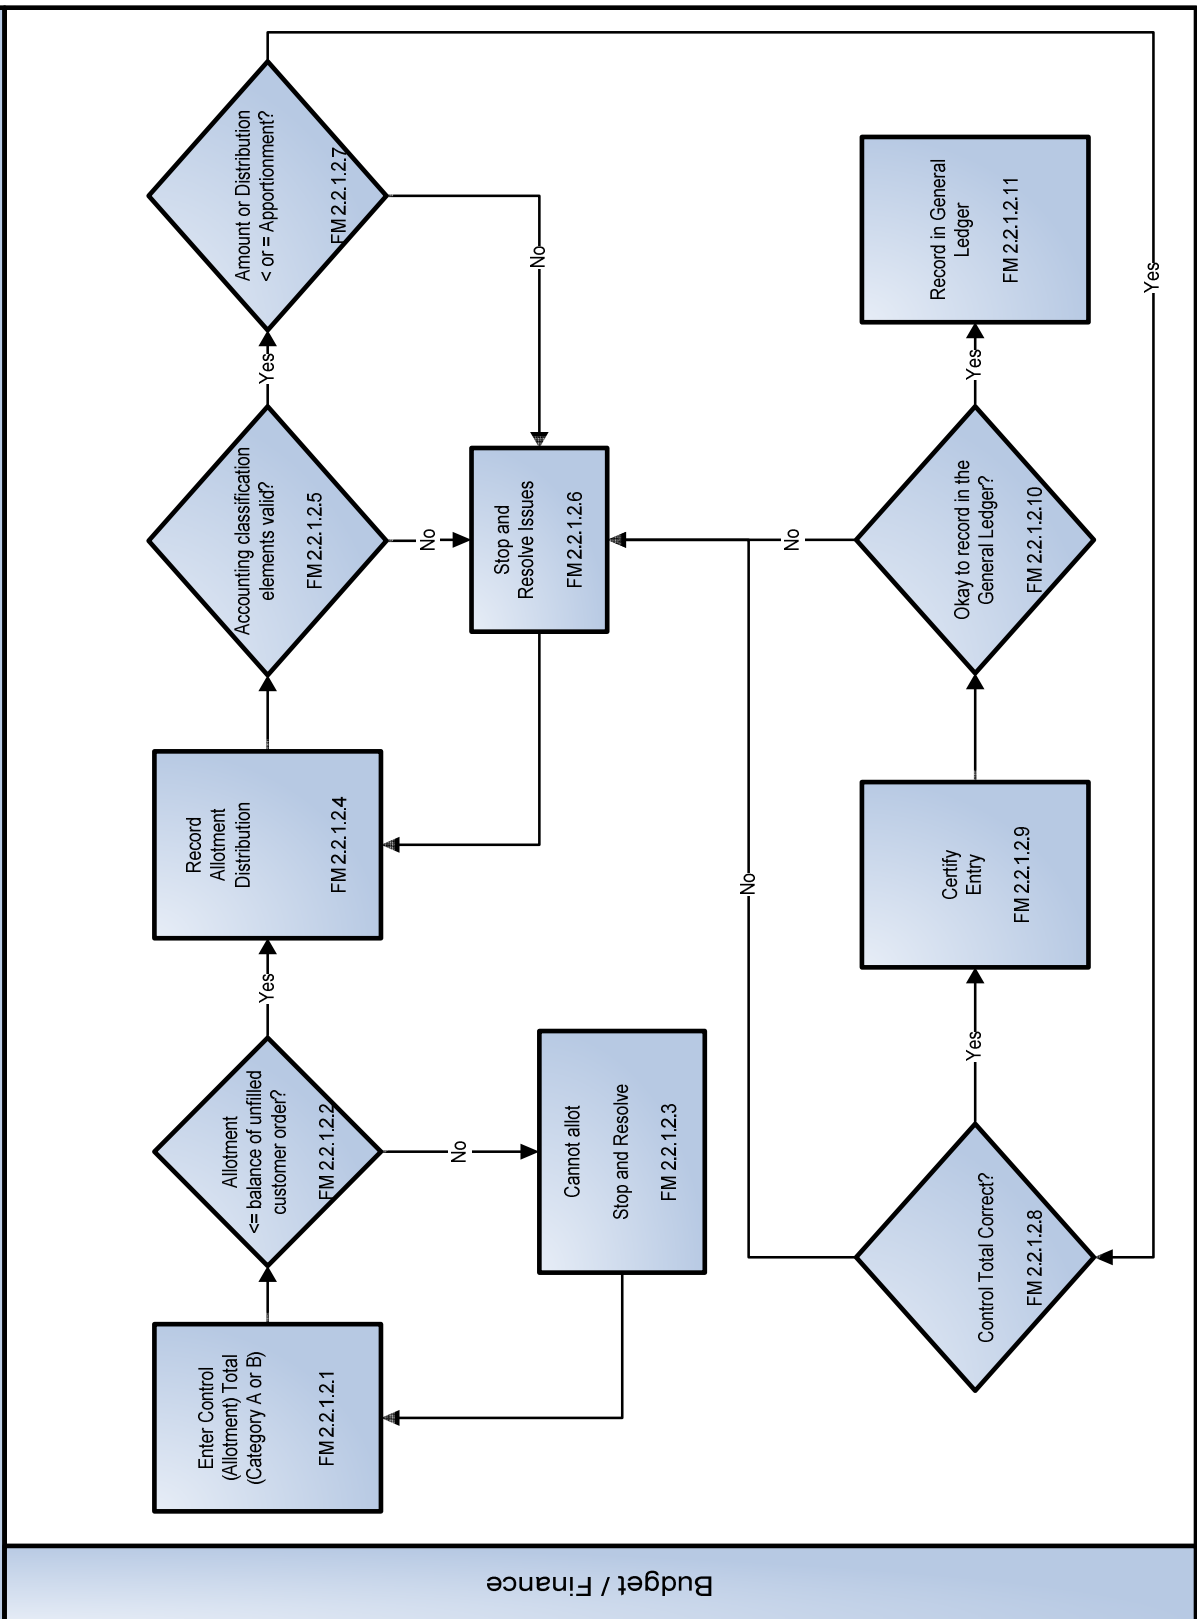 Budget / Finance
Enter Control
(Allotment) Total
(Category A or B)
FM 2.2.1.2.1
Allotment
<= balance of unfilled
customer order?
FM 2.2.1.2.2
Yes
No
Cannot allot
Stop and Resolve
FM 2.2.1.2.3
Record
Allotment
Distribution
FM 2.2.1.2.4
Accounting classification
elements valid?
FM 2.2.1.2.5
Yes
No
Stop and
Resolve Issues
FM 2.2.1.2.6
Amount or Distribution
< or = Apportionment?
FM 2.2.1.2.7
No
Yes
Control Total Correct?
FM 2.2.1.2.8
No
Yes
Certify
Entry
FM 2.2.1.2.9
Okay to record in the
General Ledger?
FM 2.2.1.2.10
No
Yes
Record in General
Ledger
FM 2.2.1.2.11